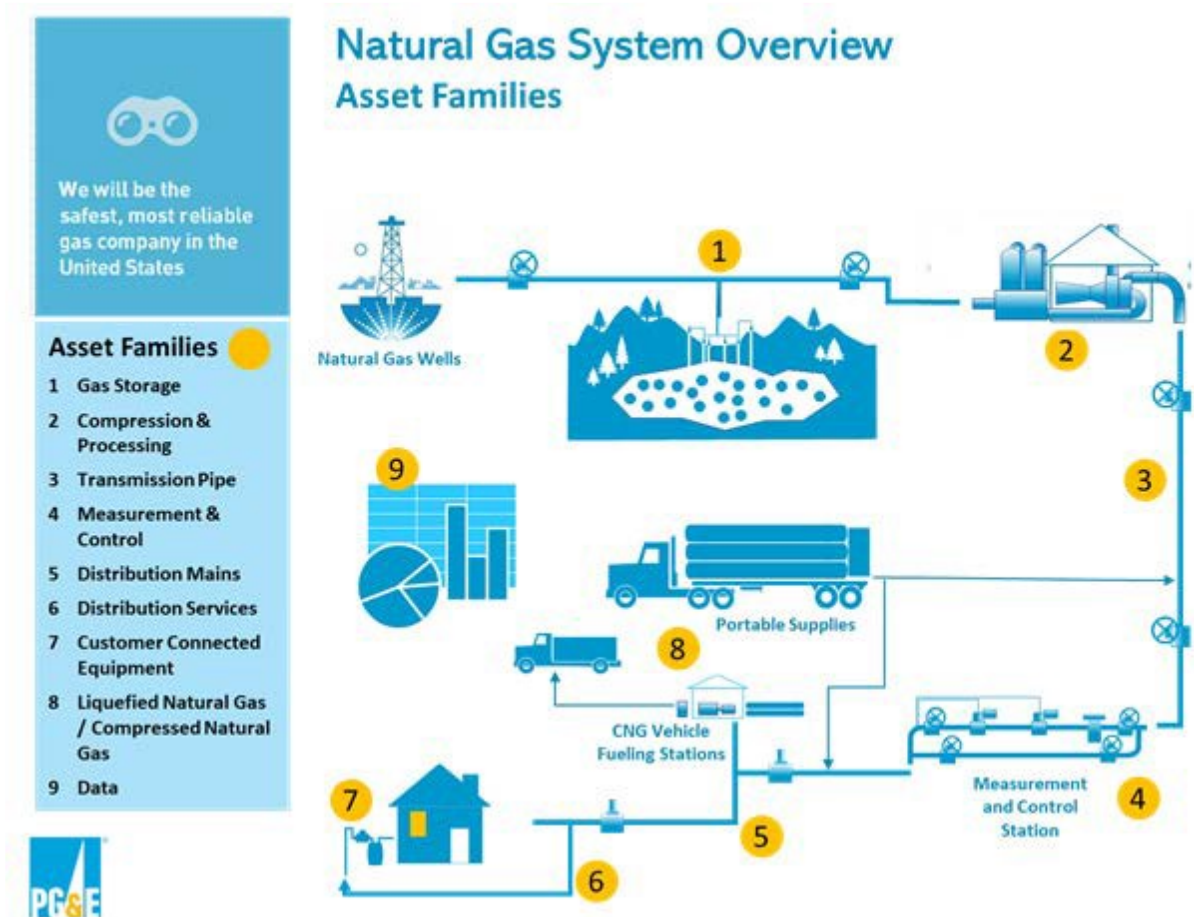 Natural Gas System Overview
Asset Families
We will be the
safest, most reliable
gas company in the
United States
Asset Families
1 Gas Storage
2 Compression &
Processing
3 Transmission Pipe
4 Measurement &
Control
5 Distribution Mains
6 Distribution Services
7 Customer Connected
Equipment
8 Liquefied Natural Gas
/ Compressed Natural
Gas
9 Data
PG&E
Natural Gas Wells
1
2
3
9
Portable Supplies
8
CNG Vehicle
Fueling Stations
Measurement
and Control
Station
4
7
5
6